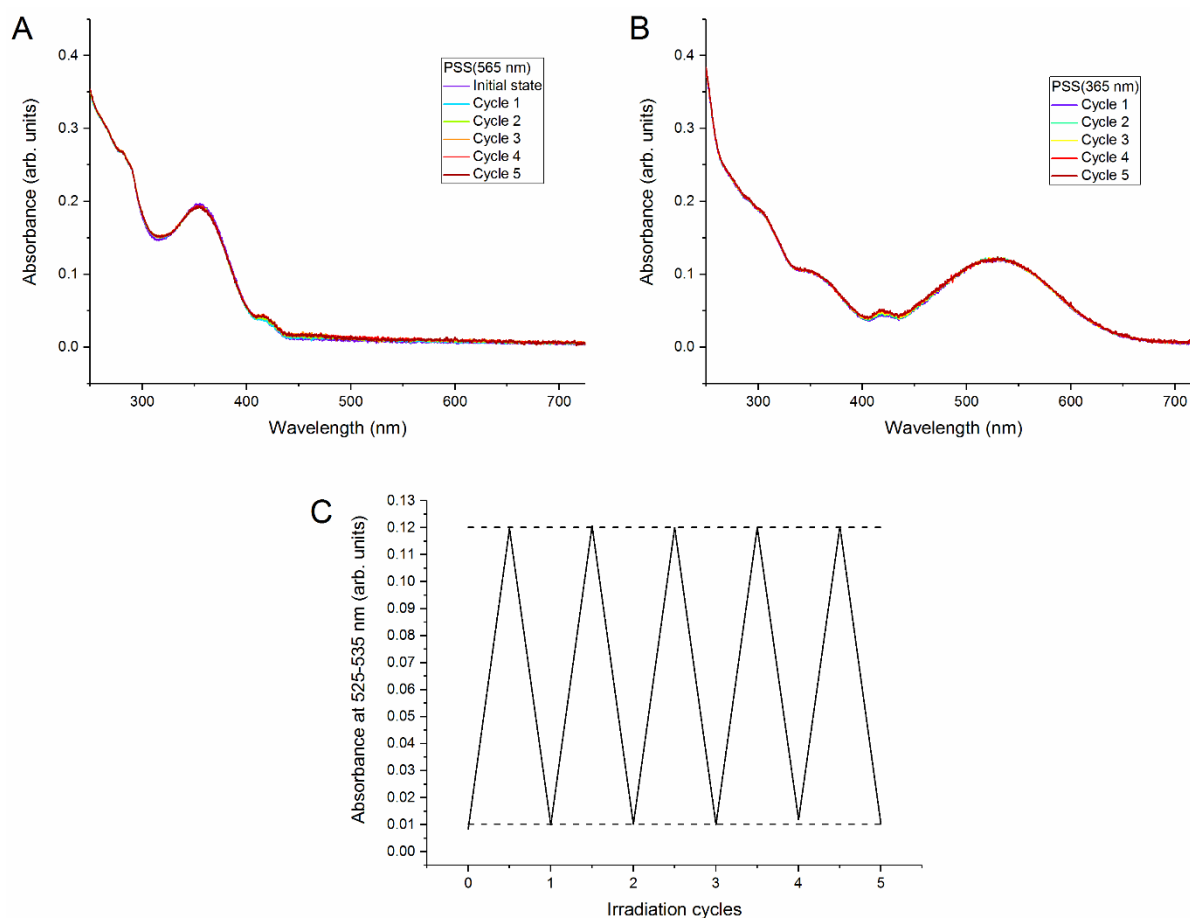 A
PSS(565 nm)
Initial state
Cycle 1
Cycle 2
Cycle 3
Cycle 4
Cycle 5
Absorbance (arb. units)
0.4
0.3
0.2
0.1
0.0
300 400 500 600 700
Wavelength (nm)
B
PSS(365 nm)
Cycle 1
Cycle 2
Cycle 3
Cycle 4
Cycle 5
Absorbance (arb. units)
0.4
0.3
0.2
0.1
0.0
300 400 500 600 700
Wavelength (nm)
C
Absorbance at 525-535 nm (arb. units)
0.13
0.12
0.11
0.10
0.09
0.08
0.07
0.06
0.05
0.04
0.03
0.02
0.01
0.00
0 1 2 3 4 5
Irradiation cycles